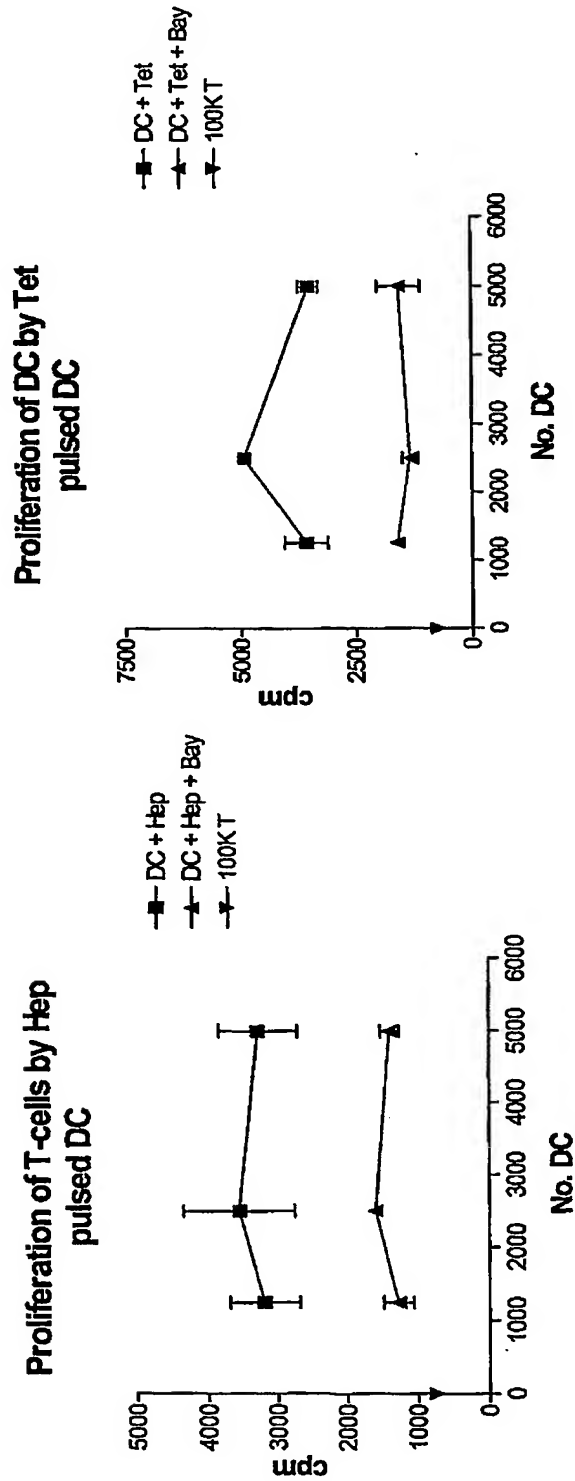 Proliferation of T-cells by Hep
pulsed DC
DC + Hep
DC + Hep + Bay
100KT
5000
4000
3000
2000
1000
0
cpm
0
1000
2000
3000
4000
5000
6000
No. DC
Proliferation of DC by Tet
pulsed DC
DC + Tet
DC + Tet + Bay
100KT
7500
5000
2500
0
cpm
0
1000
2000
3000
4000
5000
6000
No. DC